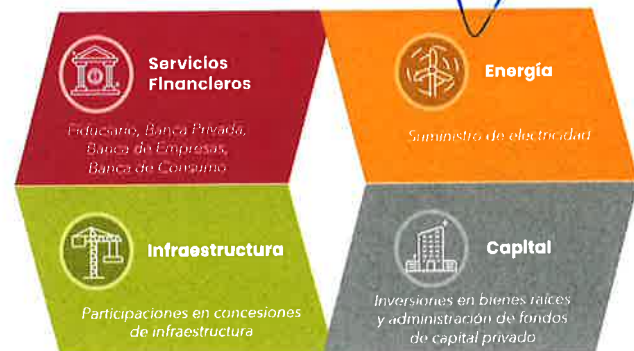 Servicios
Financieros
Fiduciario, Banca Privada,
Banca de Empresas,
Banca de Consumo
Energía
Suministro de electricidad
Infraestructura
Participaciones en concesiones
de infraestructura
Capital
Inversiones en bienes raíces
y administración de fondos
de capital privado